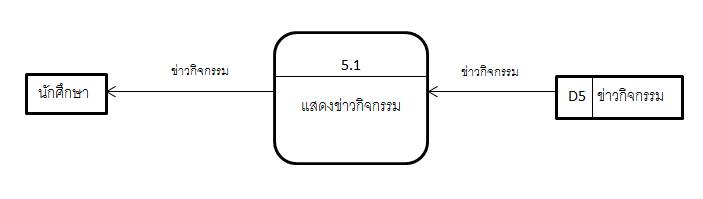 นักศึกษา
ข่าวกิจกรรม
5.1
แสดงข่าวกิจกรรม
ข่าวกิจกรรม
D5 ข่าวกิจกรรม